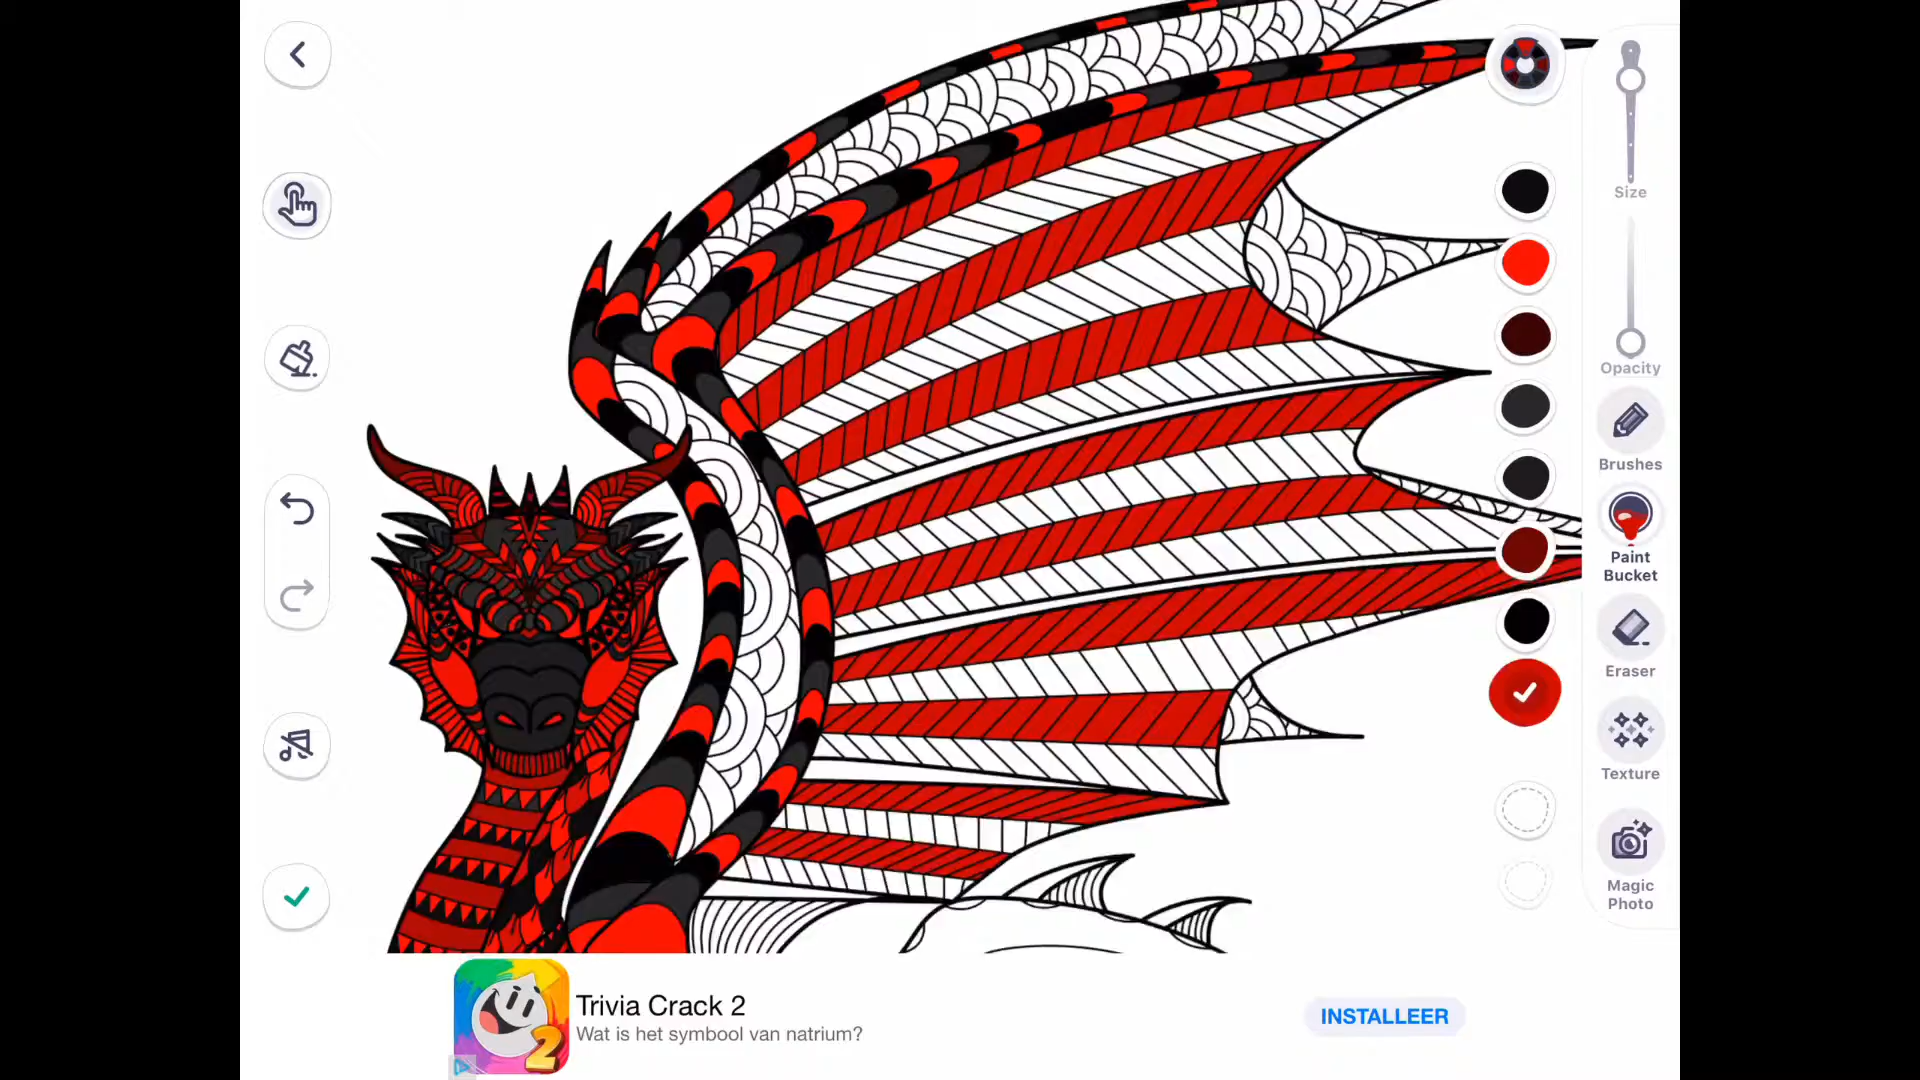 Size
Opacity
Brushes
Paint
Bucket
Eraser
Texture
Magic
Photo
2
Trivia Crack 2
Wat is het symbool van natrium?
INSTALLEER